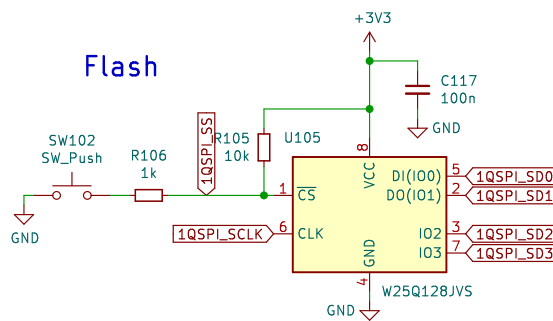 +3V3
Flash
C117
100n
GND
1QSPI_SS
R105
10k
U105
SW102
SW_Push
R106
1k
8
VCC
5
DI(IO0)
1QSPI_SD0
1
CS
2
DO(IO1)
1QSPI_SD1
GND
1QSPI_SCLK
6
CLK
3
IO2
1QSPI_SD2
7
IO3
1QSPI_SD3
GND
4
W25Q128JVS
GND